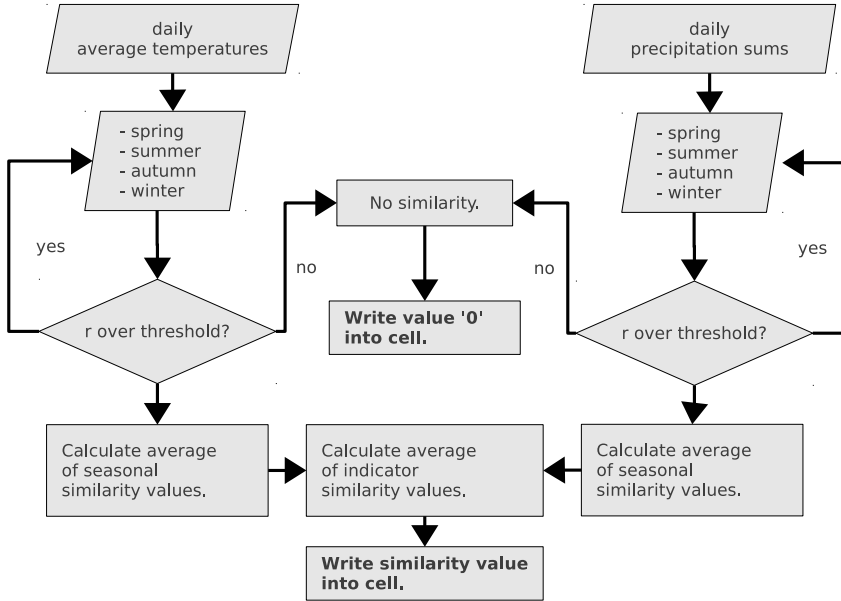 daily
average temperatures
daily
precipitation sums
- spring
- summer
- autumn
- winter
- spring
- summer
- autumn
- winter
No similarity.
yes
no
no
yes
Write value '0'
into cell.
r over threshold?
r over threshold?
Calculate average
of seasonal
similarity values.
Calculate average
of indicator
similarity values.
Calculate average
of seasonal
similarity values.
Write similarity value
into cell.